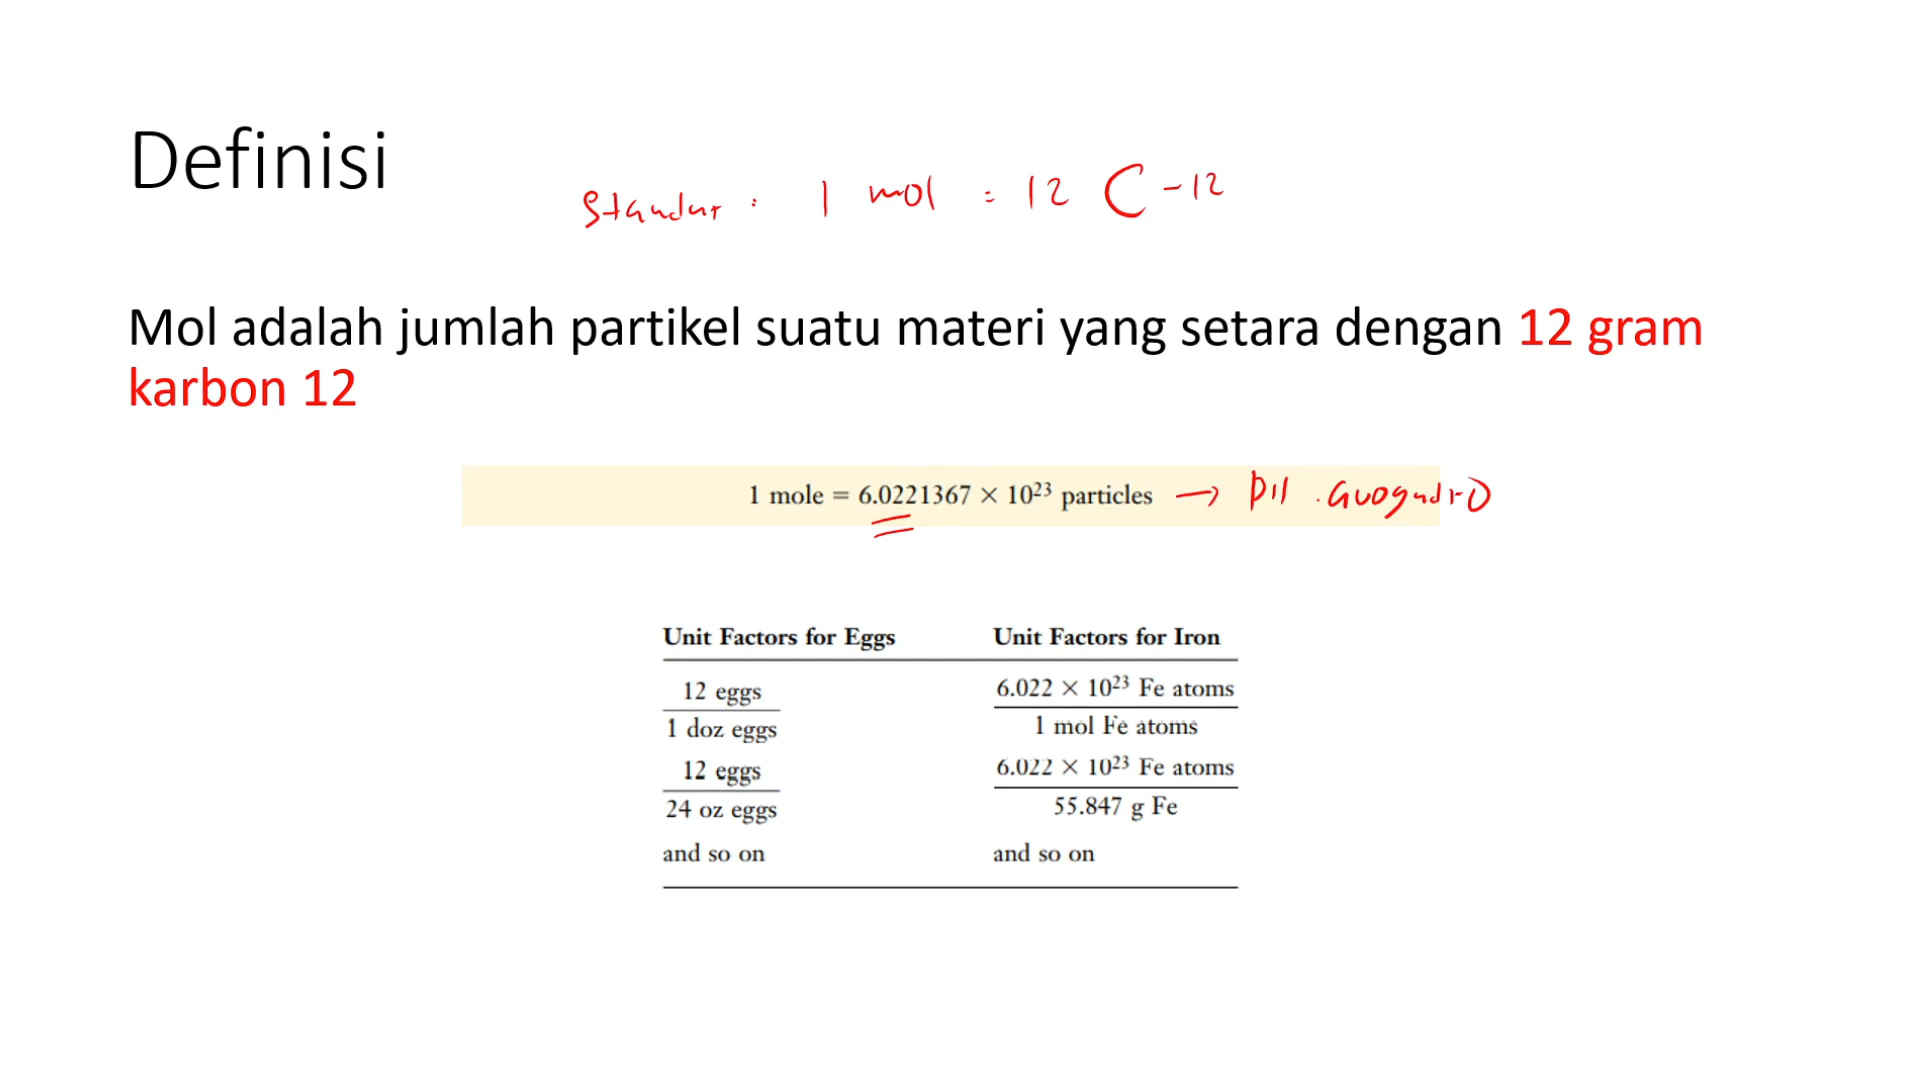 Definisi
Standar : 1 mol = 12 C-12
Mol adalah jumlah partikel suatu materi yang setara dengan 12 gram
karbon 12
1 mole = 6.0221367 × 10²³ particles → Bil. Avogadro
Unit Factors for Eggs Unit Factors for Iron
12 eggs 6.022 × 10²³ Fe atoms
1 doz eggs 1 mol Fe atoms
12 eggs 6.022 × 10²³ Fe atoms
24 oz eggs 55.847 g Fe
and so on and so on